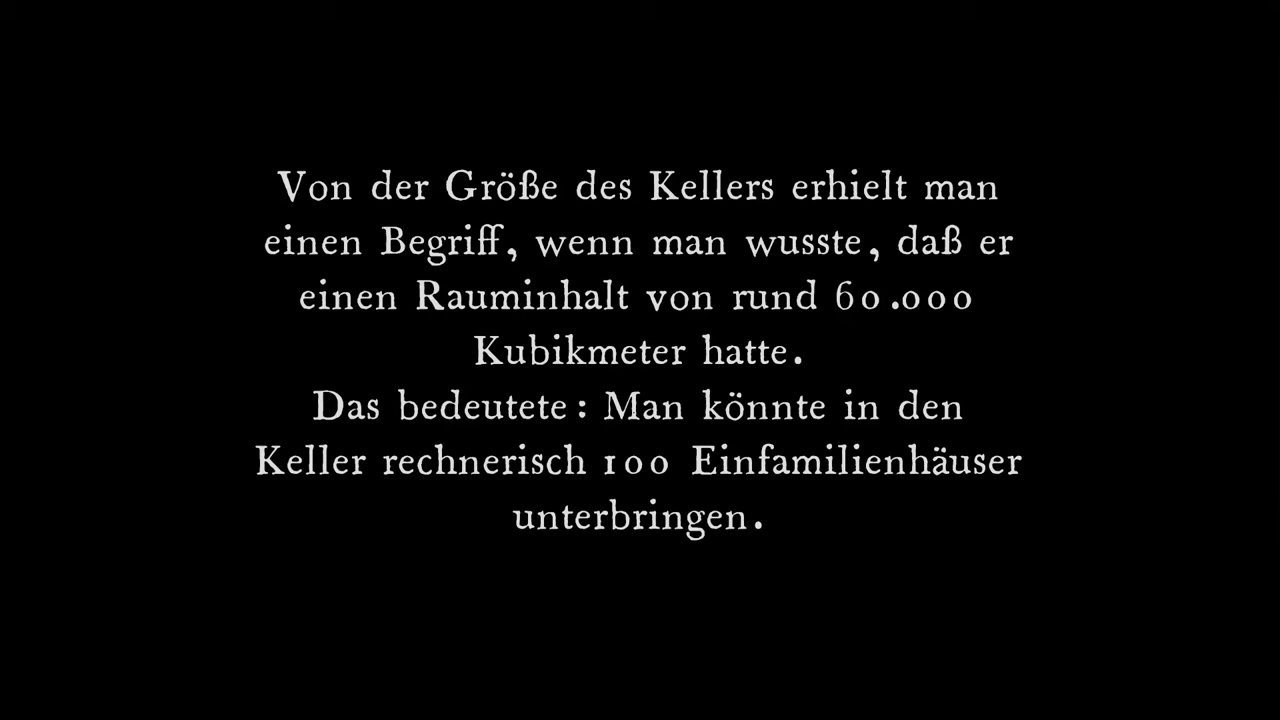 Von der Größe des Kellers erhielt man
einen Begriff, wenn man wusste, daß er
einen Rauminhalt von rund 60.000
Kubikmeter hatte.
Das bedeutete: Man könnte in den
Keller rechnerisch 100 Einfamilienhäuser
unterbringen.